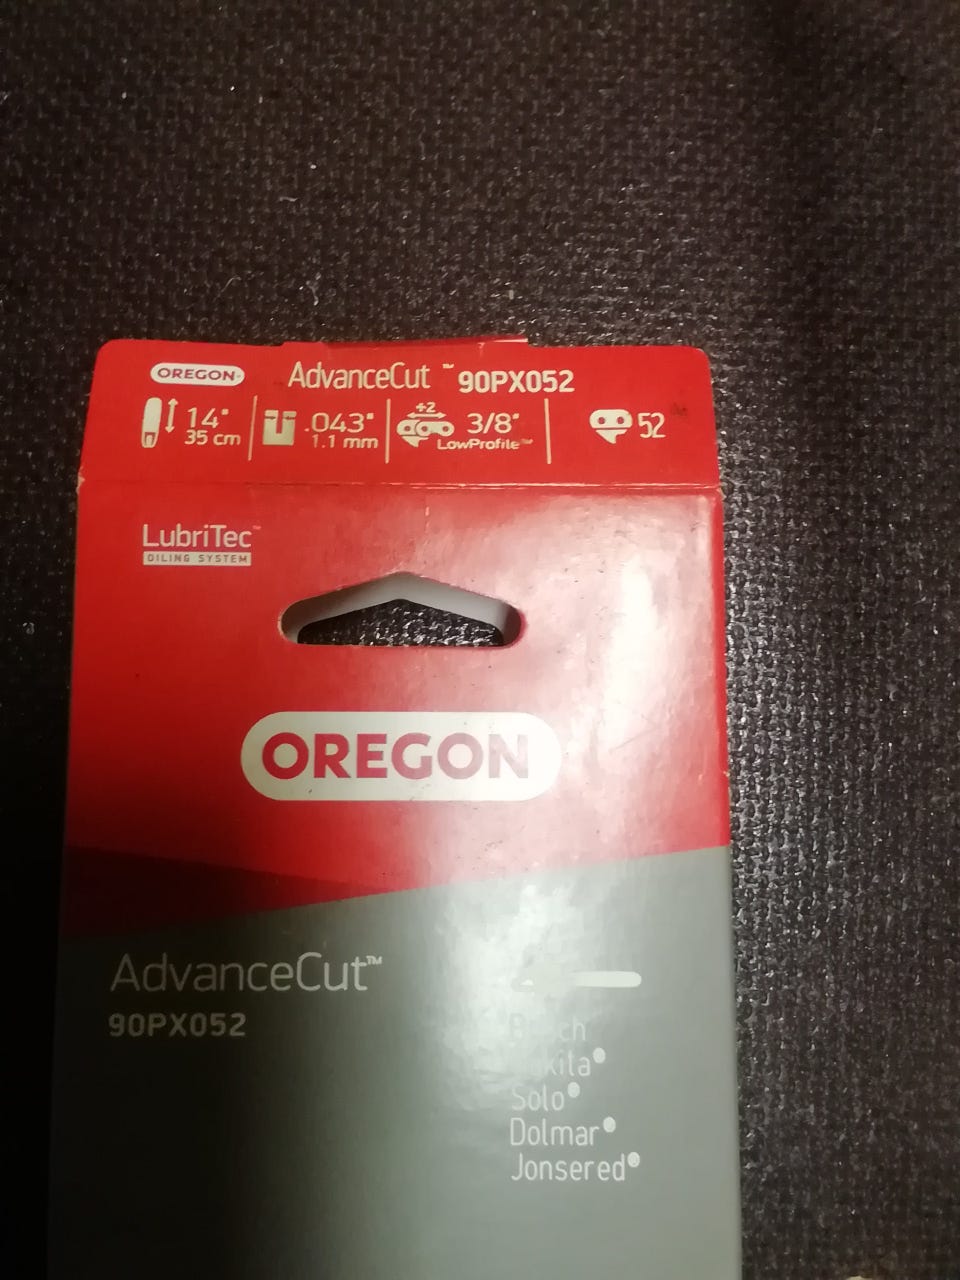 OREGON AdvanceCut™ 90PX052
14" .043" +2 3/8" 52
35 cm 1.1 mm LowProfile™
LubriTec™
OILING SYSTEM
OREGON
AdvanceCut™
90PX052
Solo
Dolmar
Jonsered